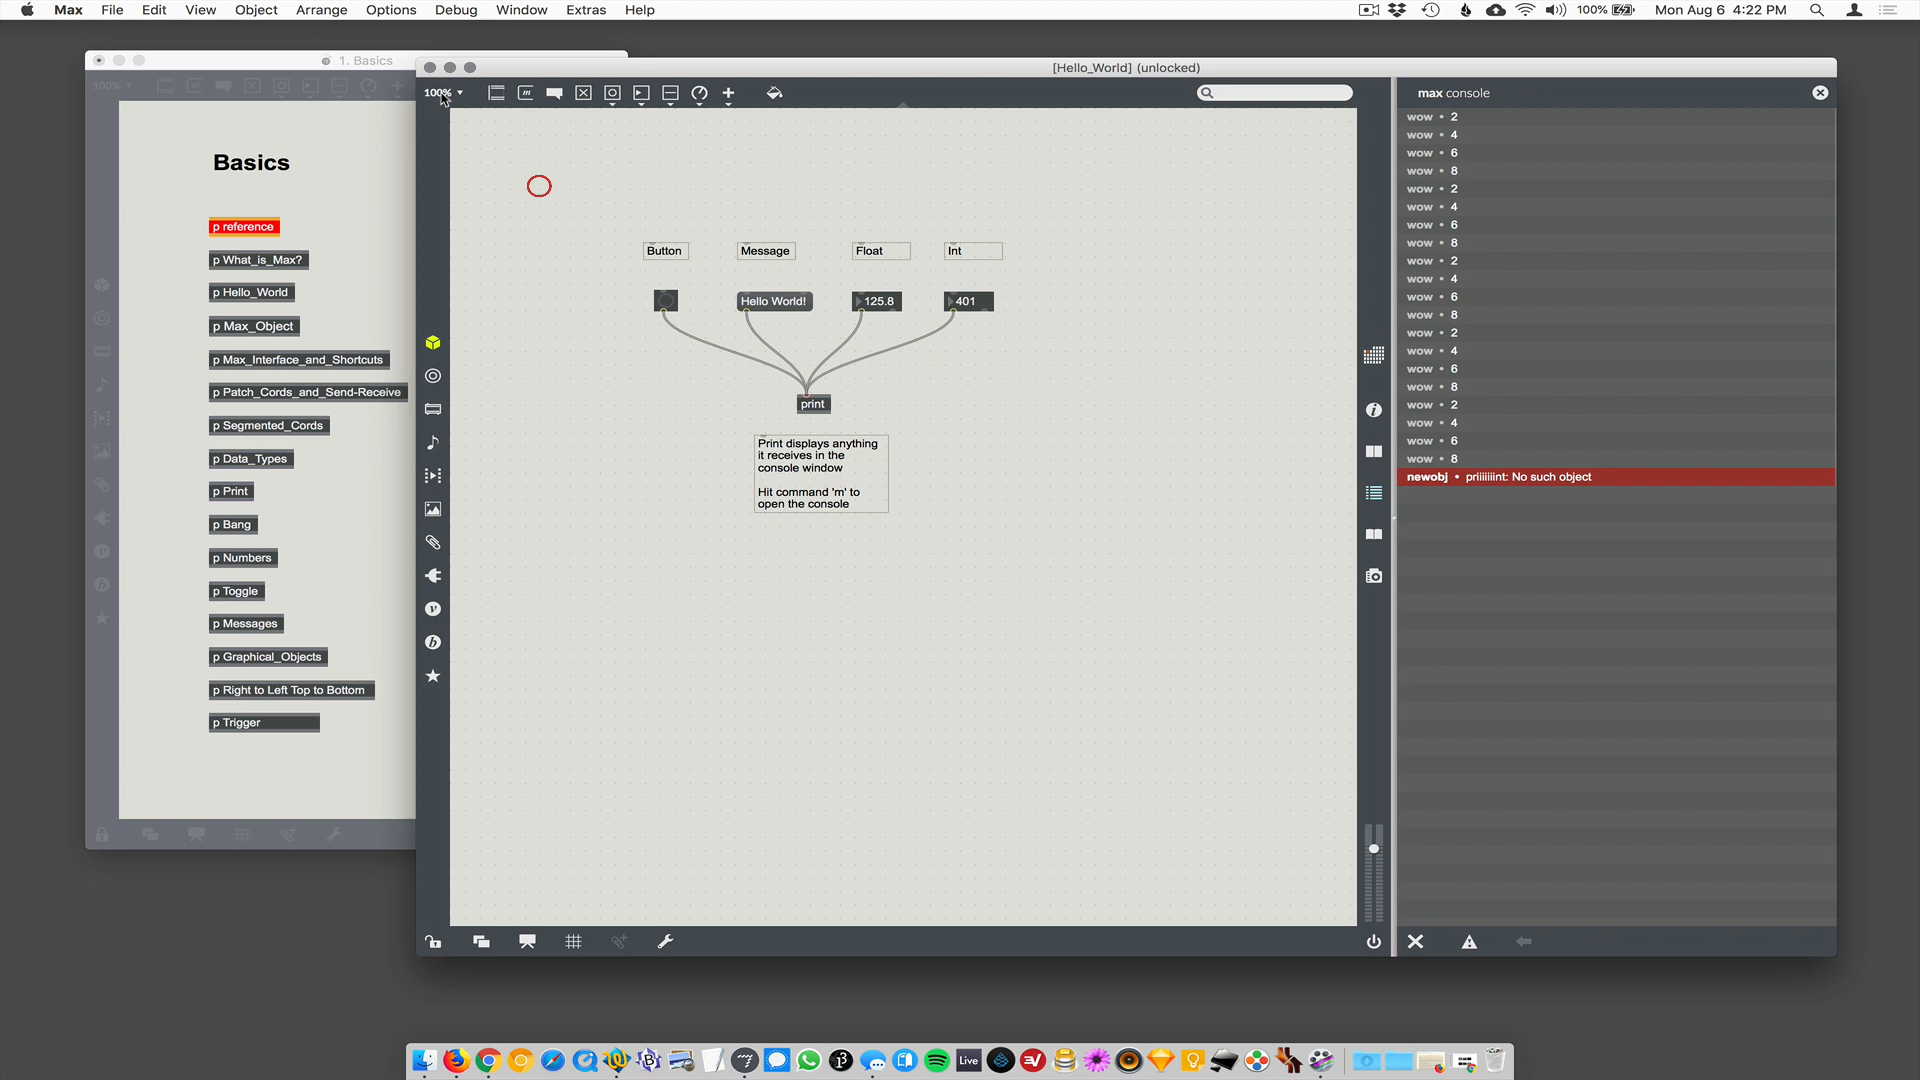 Max File Edit View Object Arrange Options Debug Window Extras Help
100% Mon Aug 6 4:22 PM
1. Basics
100%
Basics
p reference
p What_is_Max?
p Hello_World
p Max_Object
p Max_Interface_and_Shortcuts
p Patch_Cords_and_Send-Receive
p Segmented_Cords
p Data_Types
p Print
p Bang
p Numbers
p Toggle
p Messages
p Graphical_Objects
p Right to Left Top to Bottom
p Trigger
[Hello_World] (unlocked)
100%
Button Message Float Int
Hello World! 125.8 401
print
Print displays anything
it receives in the
console window
Hit command 'm' to
open the console
max console
wow • 2
wow • 4
wow • 6
wow • 8
wow • 2
wow • 4
wow • 6
wow • 8
wow • 2
wow • 4
wow • 6
wow • 8
wow • 2
wow • 4
wow • 6
wow • 8
wow • 2
wow • 4
wow • 6
wow • 8
newobj • priiiiiiint: No such object
Live